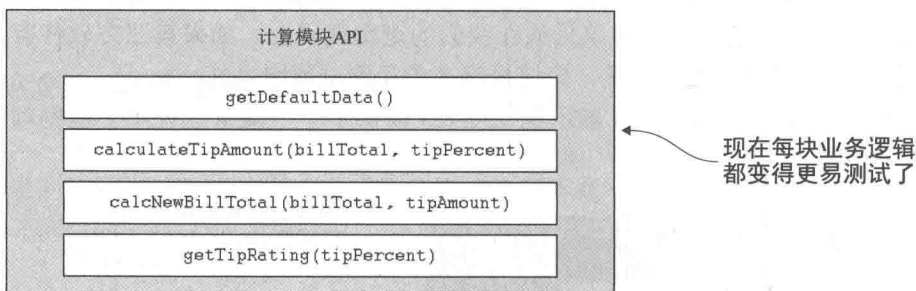 计算模块API
getDefaultData()
calculateTipAmount(billTotal, tipPercent)
calcNewBillTotal(billTotal, tipAmount)
getTipRating(tipPercent)
现在每块业务逻辑
都变得更易测试了